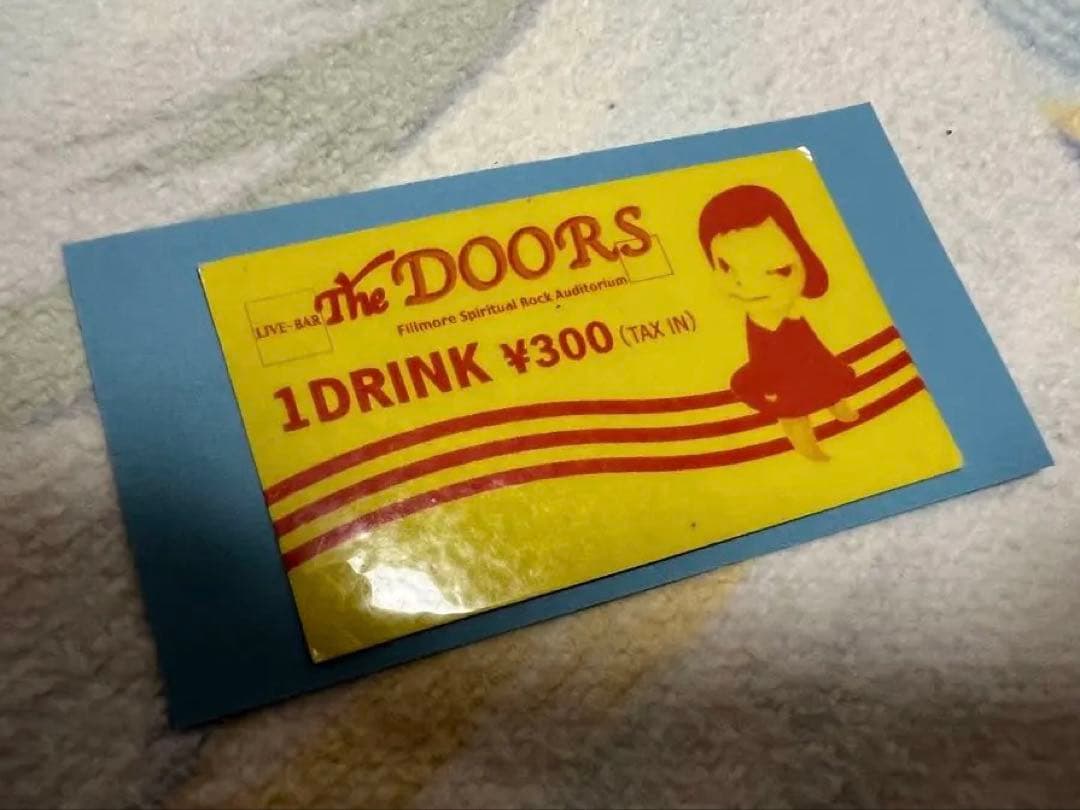 LIVE-BAR The DOORS
Fillmore Spiritual Rock Auditorium
1DRINK ¥300 (TAX IN)